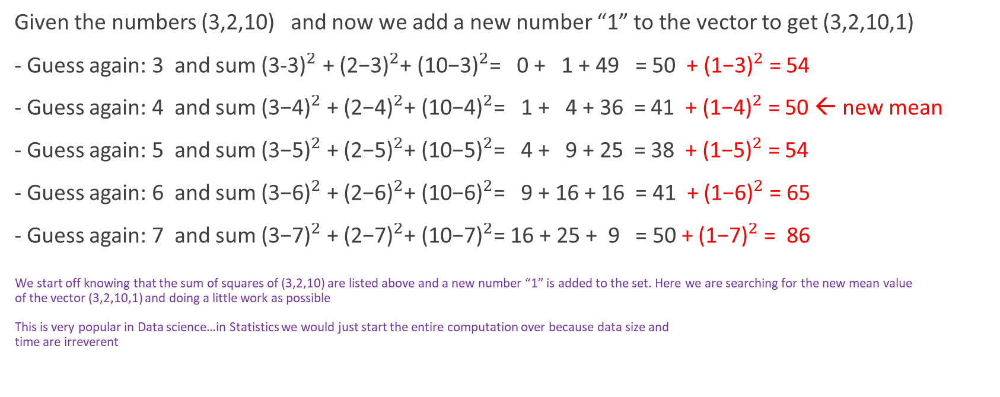 Given the numbers (3,2,10) and now we add a new number “1” to the vector to get (3,2,10,1)
- Guess again: 3 and sum (3-3)² + (2−3)²+ (10−3)²= 0 + 1 + 49 = 50 + (1−3)² = 54
- Guess again: 4 and sum (3−4)² + (2−4)²+ (10−4)²= 1 + 4 + 36 = 41 + (1−4)² = 50 ← new mean
- Guess again: 5 and sum (3−5)² + (2−5)²+ (10−5)²= 4 + 9 + 25 = 38 + (1−5)² = 54
- Guess again: 6 and sum (3−6)² + (2−6)²+ (10−6)²= 9 + 16 + 16 = 41 + (1−6)² = 65
- Guess again: 7 and sum (3−7)² + (2−7)²+ (10−7)²= 16 + 25 + 9 = 50 + (1−7)² = 86
We start off knowing that the sum of squares of (3,2,10) are listed above and a new number “1” is added to the set. Here we are searching for the new mean value
of the vector (3,2,10,1) and doing a little work as possible
This is very popular in Data science...in Statistics we would just start the entire computation over because data size and
time are irreverent